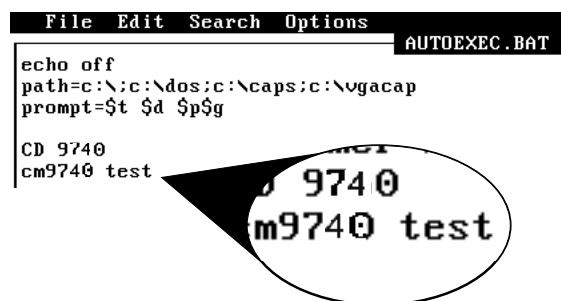 File Edit Search Options
AUTOEXEC.BAT
echo off
path=c:\;c:\dos;c:\caps;c:\vgacap
prompt=$t $d $p$g
CD 9740
cm9740 test
9740
m9740 test